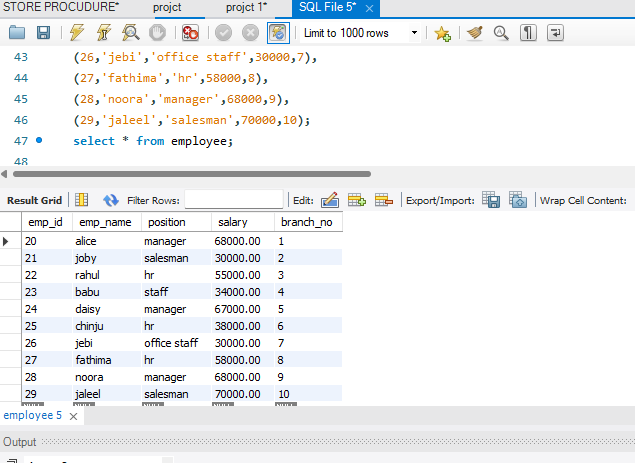 STORE PROCUDURE* projct projct 1* SQL File 5*
Limit to 1000 rows
43 (26,'jebi','office staff',30000,7),
44 (27,'fathima','hr',58000,8),
45 (28,'noora','manager',68000,9),
46 (29,'jaleel','salesman',70000,10);
47 select * from employee;
48
Result Grid Filter Rows: Edit: Export/Import: Wrap Cell Content:
emp_id emp_name position salary branch_no
20 alice manager 68000.00 1
21 joby salesman 30000.00 2
22 rahul hr 55000.00 3
23 babu staff 34000.00 4
24 daisy manager 67000.00 5
25 chinju hr 38000.00 6
26 jebi office staff 30000.00 7
27 fathima hr 58000.00 8
28 noora manager 68000.00 9
29 jaleel salesman 70000.00 10
NULL NULL NULL NULL NULL
employee 5
Output